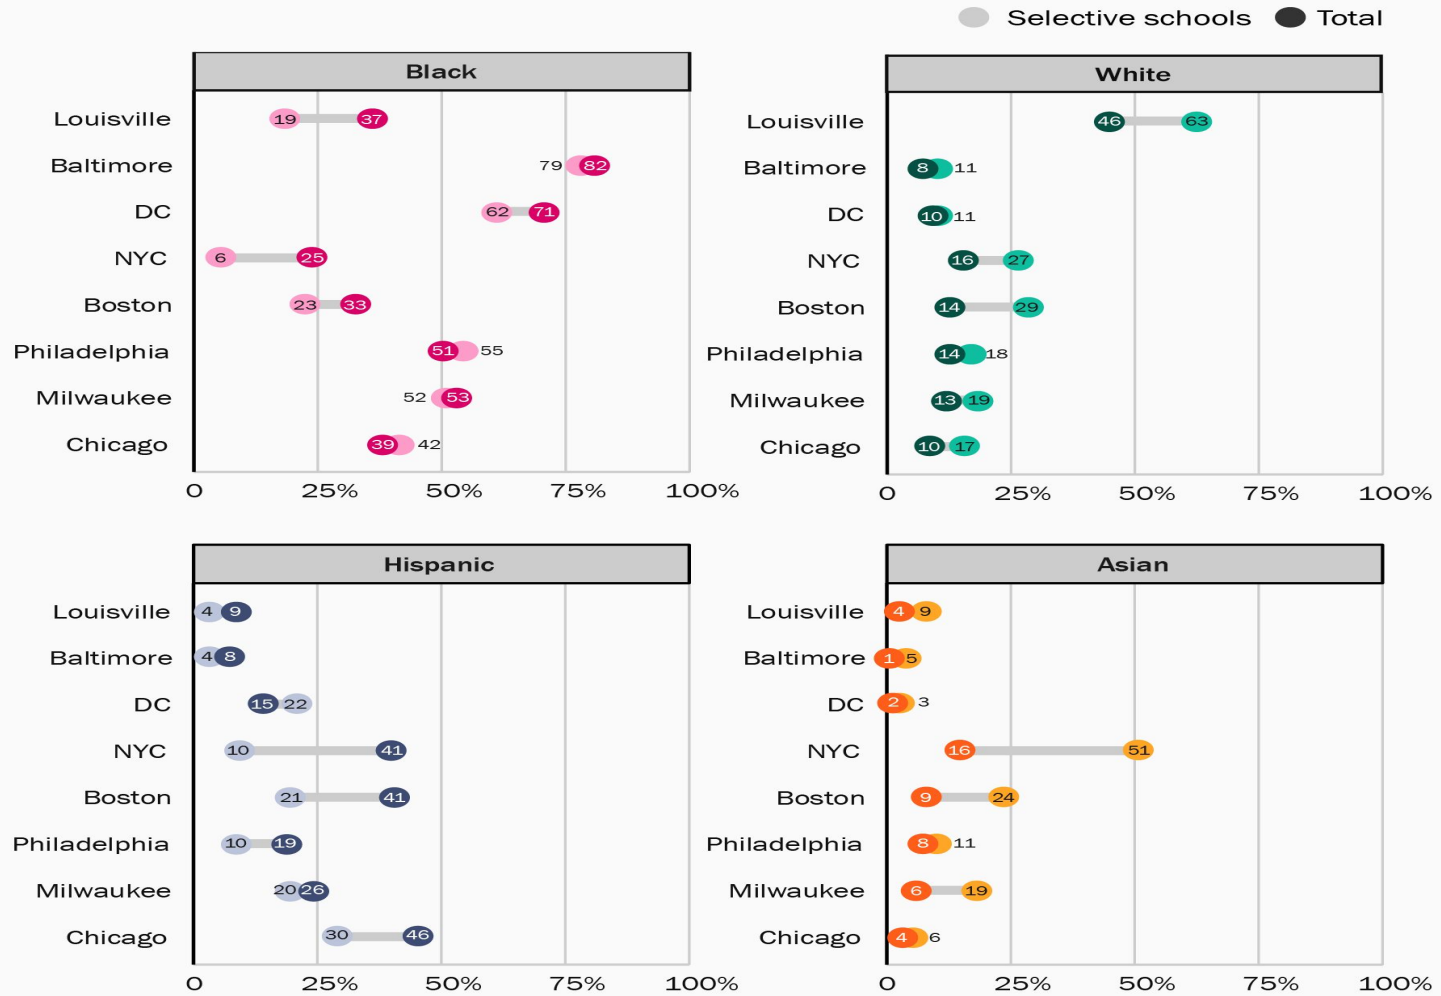 Selective schools Total
Black
Louisville 19 37
Baltimore 79 82
DC 62 71
NYC 6 25
Boston 23 33
Philadelphia 51 55
Milwaukee 52 53
Chicago 39 42
0 25% 50% 75% 100%
White
Louisville 46 63
Baltimore 8 11
DC 10 11
NYC 16 27
Boston 14 29
Philadelphia 14 18
Milwaukee 13 19
Chicago 10 17
0 25% 50% 75% 100%
Hispanic
Louisville 4 9
Baltimore 4 8
DC 15 22
NYC 10 41
Boston 21 41
Philadelphia 10 19
Milwaukee 20 26
Chicago 30 46
0 25% 50% 75% 100%
Asian
Louisville 4 9
Baltimore 1 5
DC 2 3
NYC 16 51
Boston 9 24
Philadelphia 8 11
Milwaukee 6 19
Chicago 4 6
0 25% 50% 75% 100%